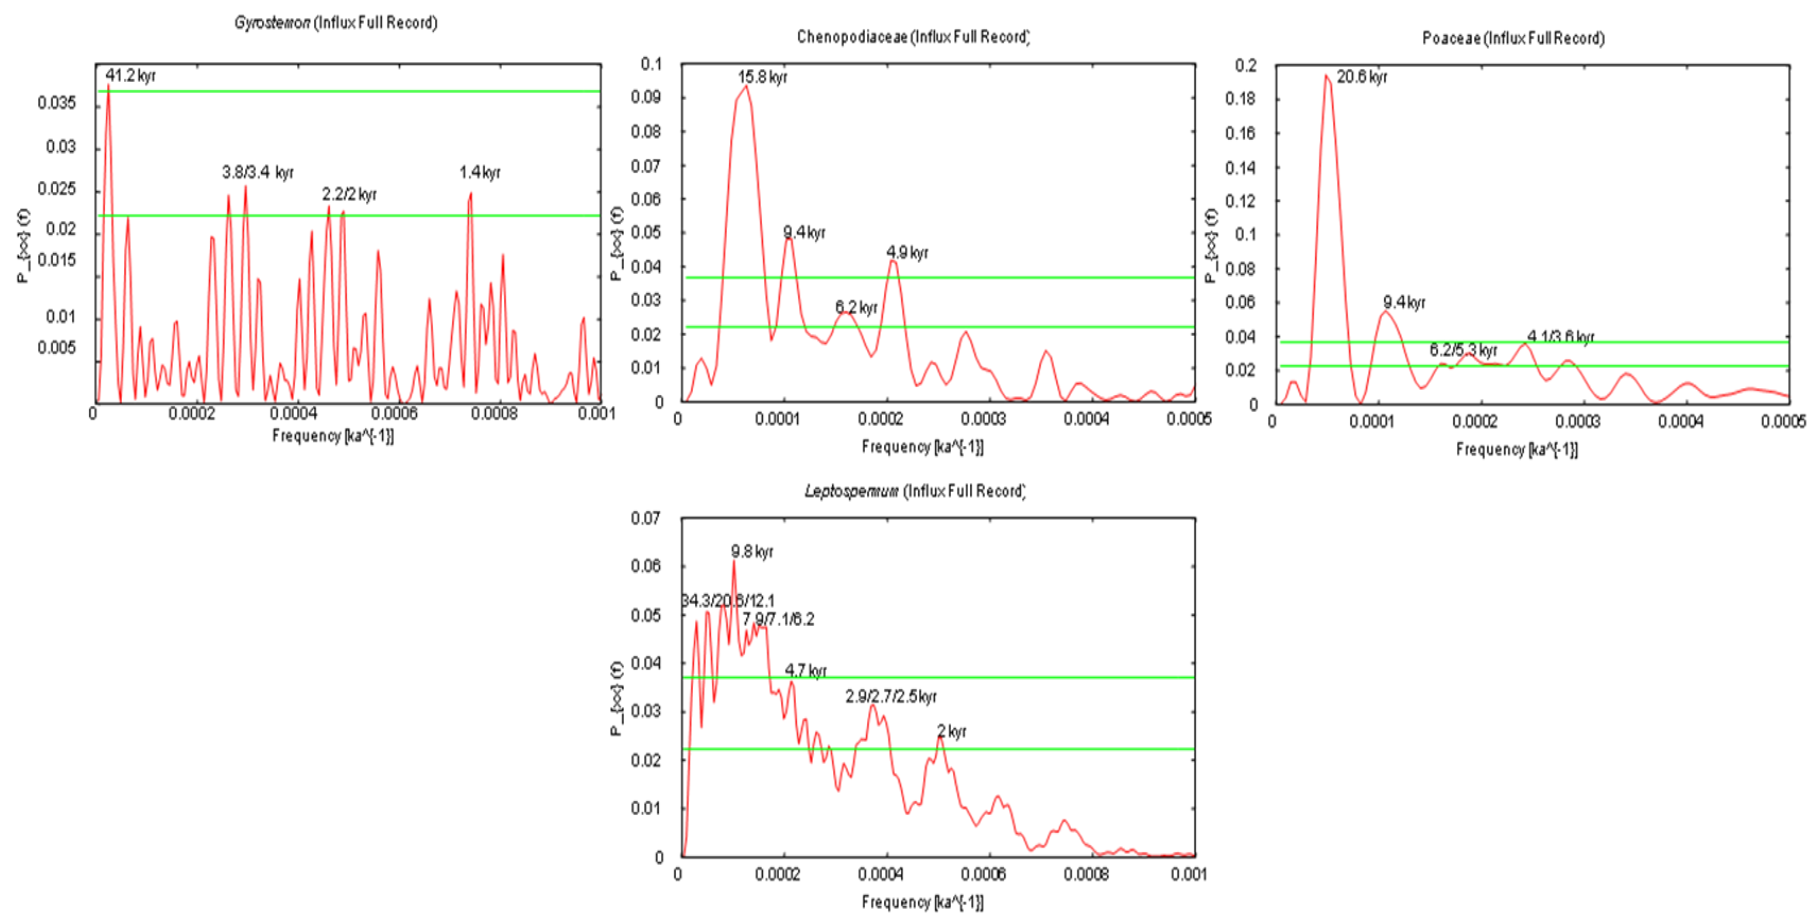 Gyrostemon (Influx Full Record)
41.2 kyr
3.8/3.4 kyr
2.2/2 kyr
1.4 kyr
0.035
0.03
0.025
0.02
0.015
0.01
0.005
P_{xx} (f)
0 0.0002 0.0004 0.0006 0.0008 0.001
Frequency [ka^{-1}]
Chenopodiaceae (Influx Full Record)
15.8 kyr
9.4 kyr
6.2 kyr
4.9 kyr
0.1
0.09
0.08
0.07
0.06
0.05
0.04
0.03
0.02
0.01
0
P_{xx} (f)
0 0.0001 0.0002 0.0003 0.0004 0.0005
Frequency [ka^{-1}]
Poaceae (Influx Full Record)
20.6 kyr
9.4 kyr
6.2/5.3 kyr
4.1/3.6 kyr
0.2
0.18
0.16
0.14
0.12
0.1
0.08
0.06
0.04
0.02
0
P_{xx} (f)
0 0.0001 0.0002 0.0003 0.0004 0.0005
Frequency [ka^{-1}]
Leptospermum (Influx Full Record)
9.8 kyr
34.3/20.6/12.1
7.9/7.1/6.2
4.7 kyr
2.9/2.7/2.5 kyr
2 kyr
0.07
0.06
0.05
0.04
0.03
0.02
0.01
0
P_{xx} (f)
0 0.0002 0.0004 0.0006 0.0008 0.001
Frequency [ka^{-1}]